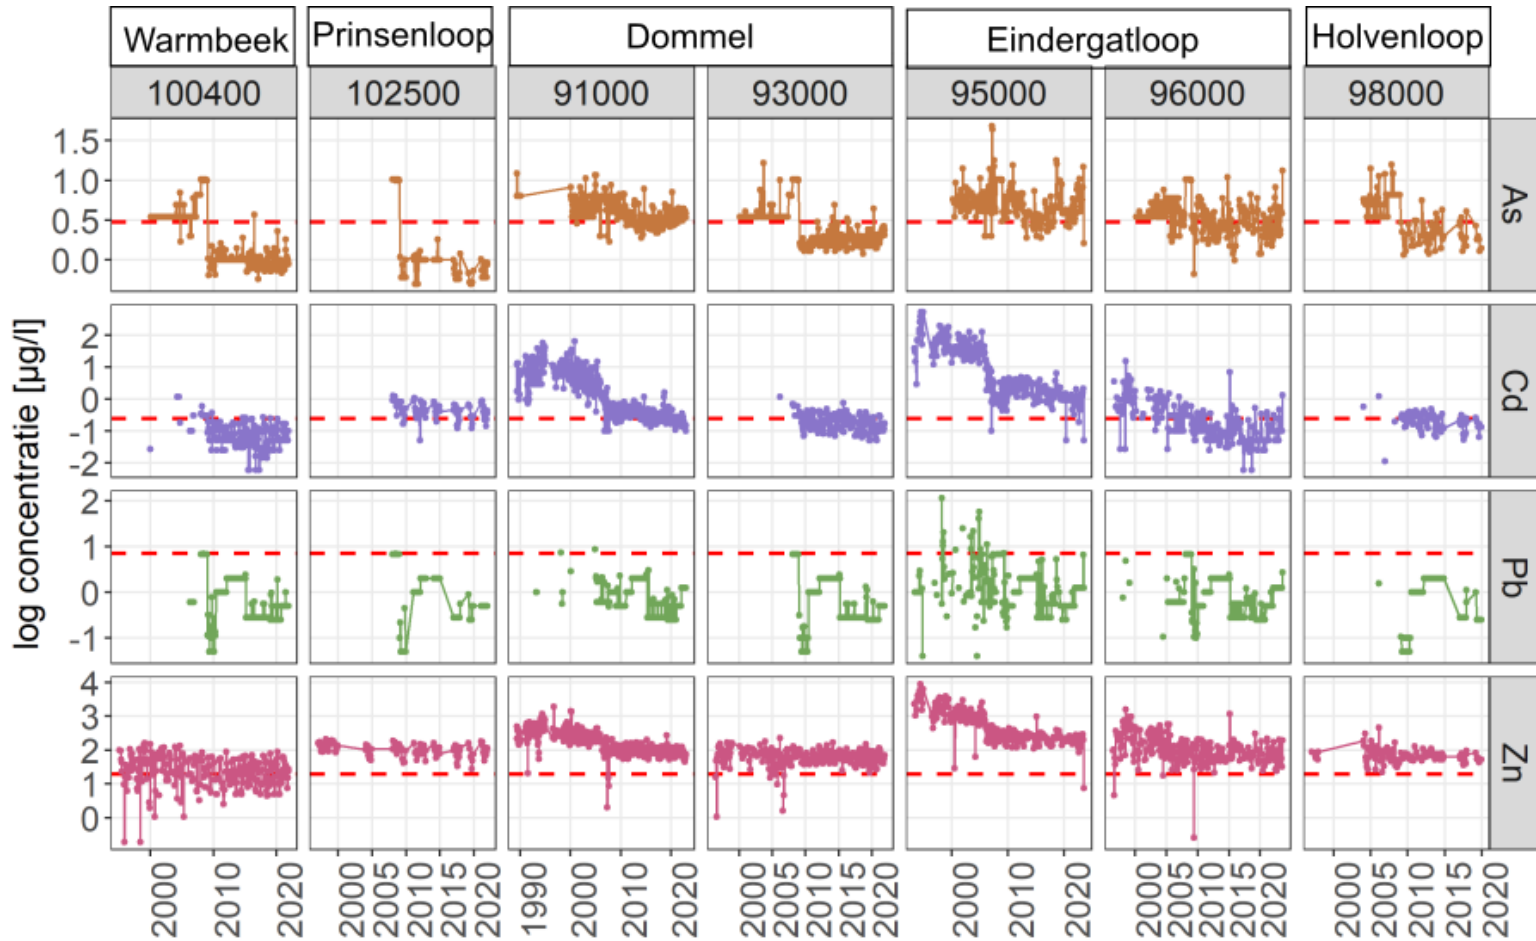 Warmbeek Prinsenloop Dommel Eindergatloop Holvenloop
100400 102500 91000 93000 95000 96000 98000
log concentratie [µg/l]
1.5
1.0
0.5
0.0
As
2
1
0
-1
-2
Cd
2
1
0
-1
Pb
4
3
2
1
0
Zn
2000 2010 2020 2000 2005 2010 2015 2020 1990 2000 2010 2020 2000 2005 2010 2015 2020 2000 2010 2020 2000 2005 2010 2015 2020 2000 2005 2010 2015 2020